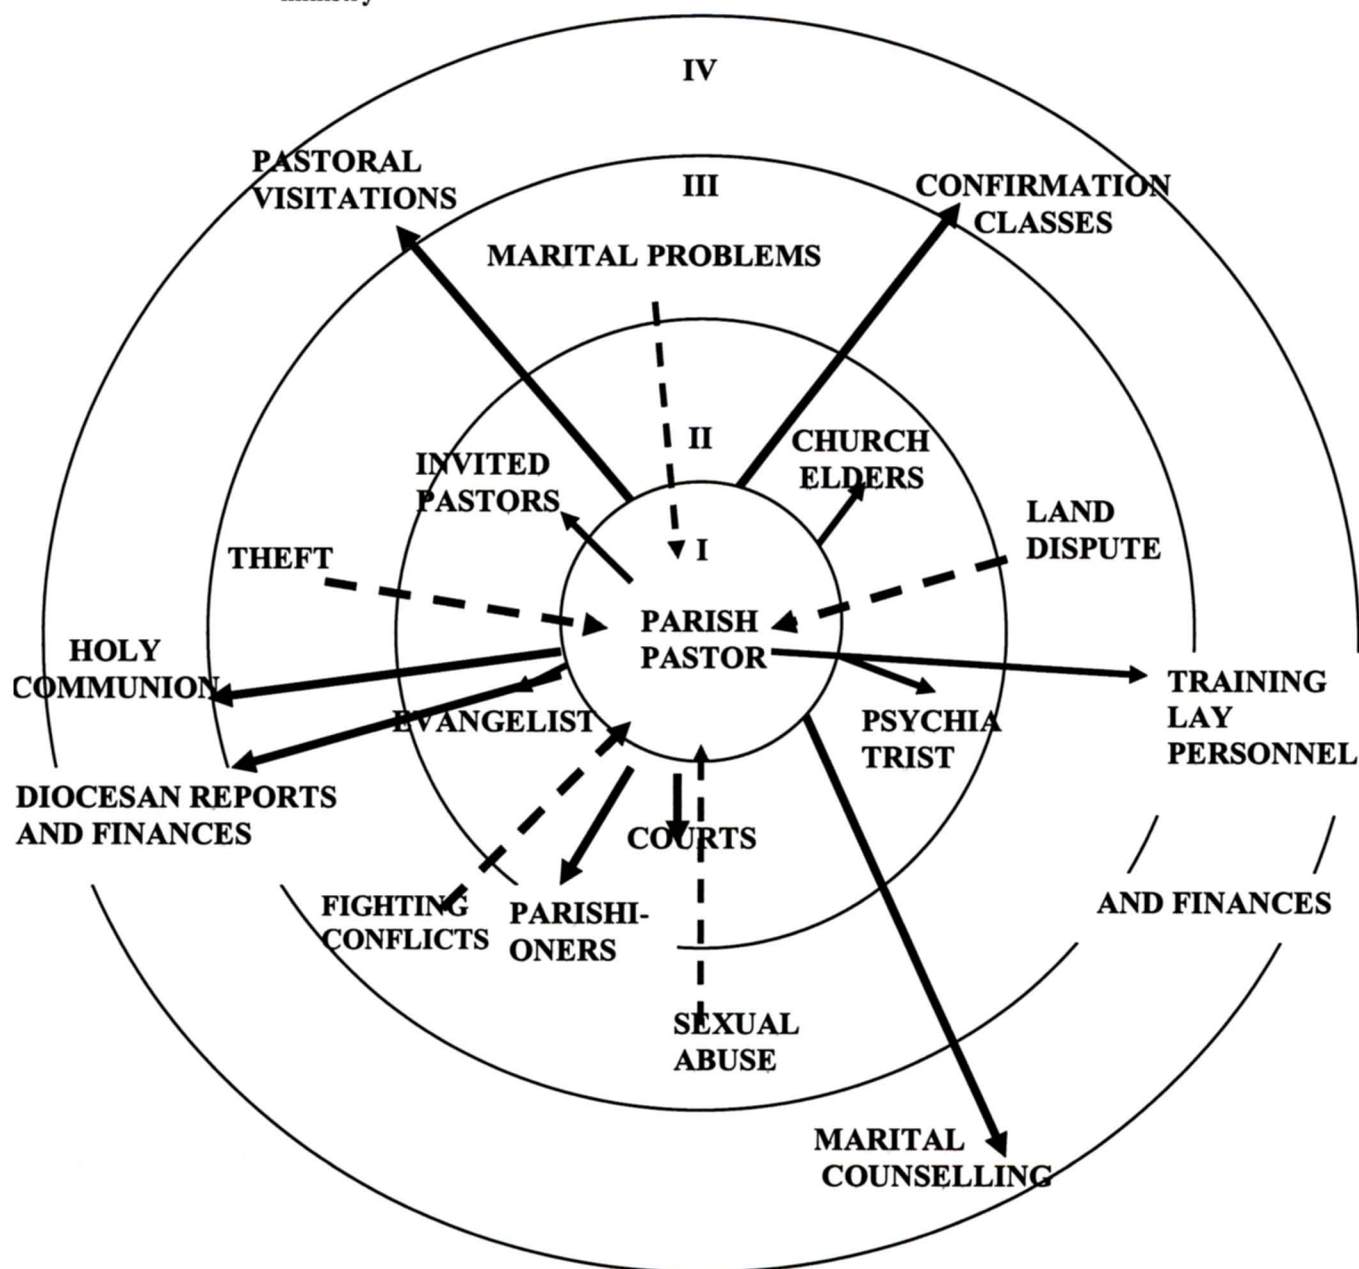 IV
PASTORAL
VISITATIONS
III
CONFIRMATION
CLASSES
MARITAL PROBLEMS
II
CHURCH
ELDERS
INVITED
PASTORS
LAND
DISPUTE
THEFT
I
PARISH
PASTOR
HOLY
COMMUNION
TRAINING
LAY
PERSONNEL
EVANGELIST
PSYCHIA
TRIST
DIOCESAN REPORTS
AND FINANCES
COURTS
FIGHTING
CONFLICTS
PARISHI-
ONERS
AND FINANCES
SEXUAL
ABUSE
MARITAL
COUNSELLING